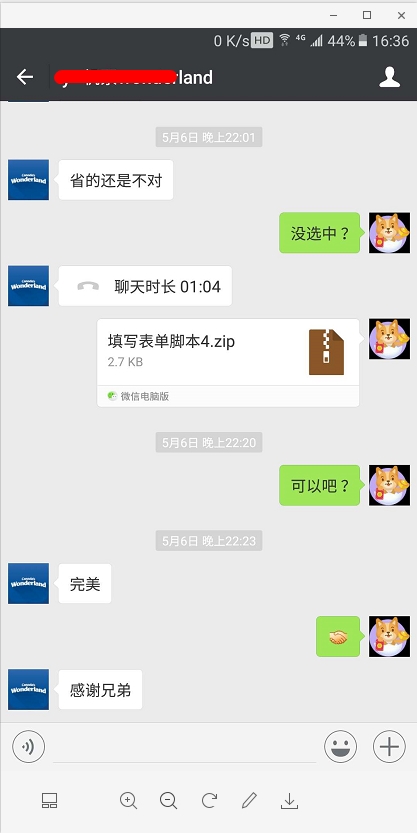 0 K/s HD 4G 44% 16:36
land
5月6日 晚上22:01
省的还是不对
没选中？
聊天时长 01:04
填写表单脚本4.zip
2.7 KB
微信电脑版
5月6日 晚上22:20
可以吧？
5月6日 晚上22:23
完美
感谢兄弟
Wonderland
Wonderland
Wonderland
Wonderland